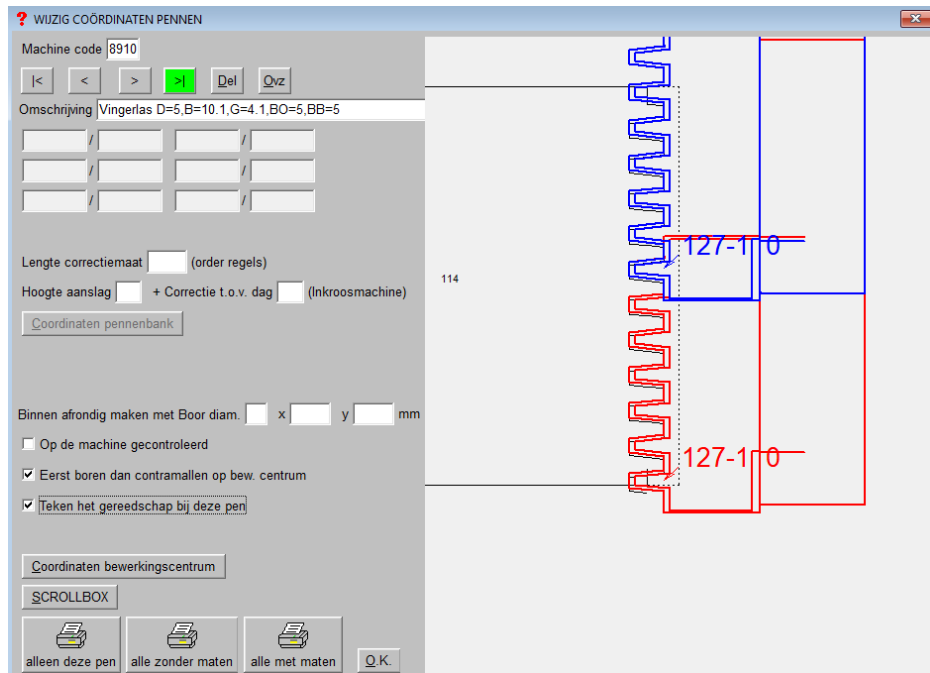 ? WIJZIG COÖRDINATEN PENNEN
Machine code 8910
|< < > >| Del Ovz
Omschrijving Vingerlas D=5,B=10.1,G=4.1,BO=5,BB=5
/ /
/ /
/ /
Lengte correctiemaat (order regels)
Hoogte aanslag + Correctie t.o.v. dag (Inkroosmachine)
Coordinaten pennenbank
Binnen afrondig maken met Boor diam. x y mm
Op de machine gecontroleerd
Eerst boren dan contramallen op bew. centrum
Teken het gereedschap bij deze pen
Coordinaten bewerkingscentrum
SCROLLBOX
alleen deze pen alle zonder maten alle met maten O.K.
127-1 0
114
127-1 0